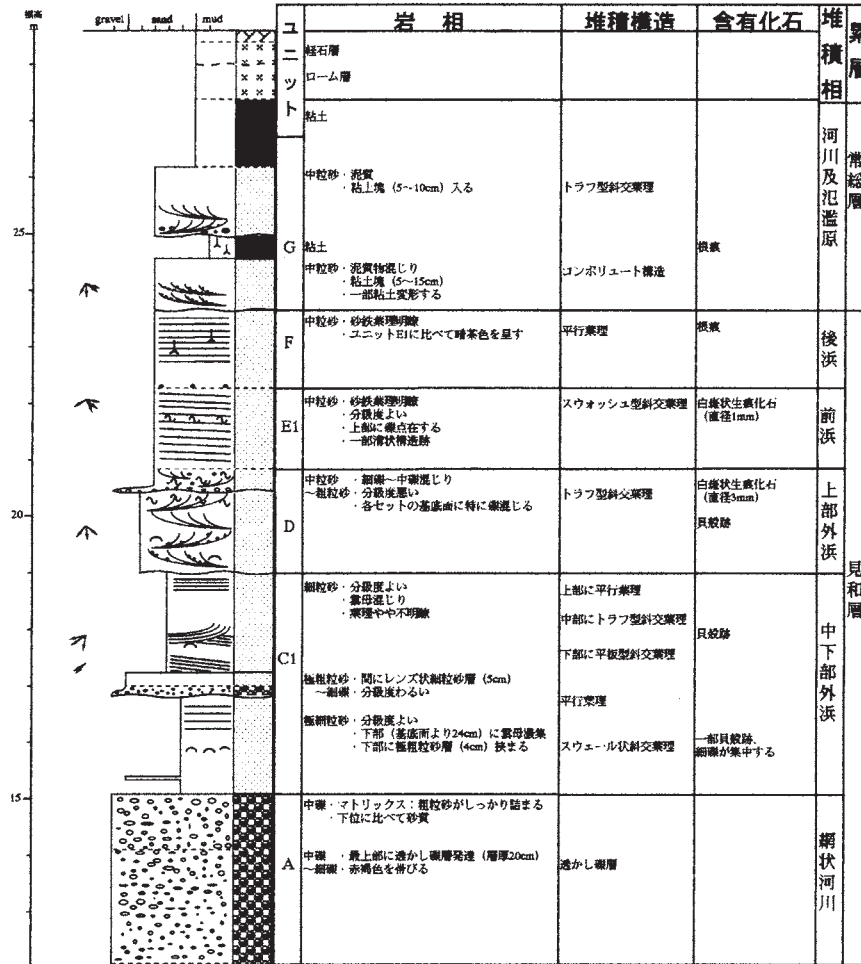 標高
m
gravel sand mud
ユニット
岩 相
堆積構造
含有化石
堆積相
累層
軽石層
ローム層
粘土
中粒砂・泥質
・粘土塊 (5~10cm) 入る
トラフ型斜交葉理
河川及氾濫原
常総層
25
G
粘土
根痕
中粒砂・泥質物混じり
・粘土塊 (5~15cm)
・一部粘土変形する
コンボリュート構造
F
中粒砂・砂鉄葉理明瞭
・ユニットE1に比べて暗茶色を呈す
平行葉理
根痕
後浜
E1
中粒砂・砂鉄葉理明瞭
・分級度よい
・上部に礫点在する
・一部溝状構造跡
スウォッシュ型斜交葉理
白斑状生痕化石
(直径1mm)
前浜
20
D
中粒砂 ・細礫~中礫混じり
~粗粒砂・分級度悪い
・各セットの基底面に特に礫混じる
トラフ型斜交葉理
白斑状生痕化石
(直径3mm)
貝殻跡
上部外浜
見和層
C1
細粒砂・分級度よい
・雲母混じり
・葉理やや不明瞭
上部に平行葉理
中部にトラフ型斜交葉理
下部に平板型斜交葉理
貝殻跡
中下部外浜
極粗粒砂・間にレンズ状細粒砂層 (5cm)
~細礫・分級度わるい
平行葉理
極細粒砂・分級度よい
・下部 (基底面より24cm) に雲母濃集
・下部に極粗粒砂層 (4cm) 挟まる
スウェール状斜交葉理
一部貝殻跡、
細礫が集中する
15
A
中礫・マトリックス:粗粒砂がしっかり詰まる
・下位に比べて砂質
中礫 ・最上部に透かし礫層発達 (層厚20cm)
~細礫・赤褐色を帯びる
透かし礫層
網状河川